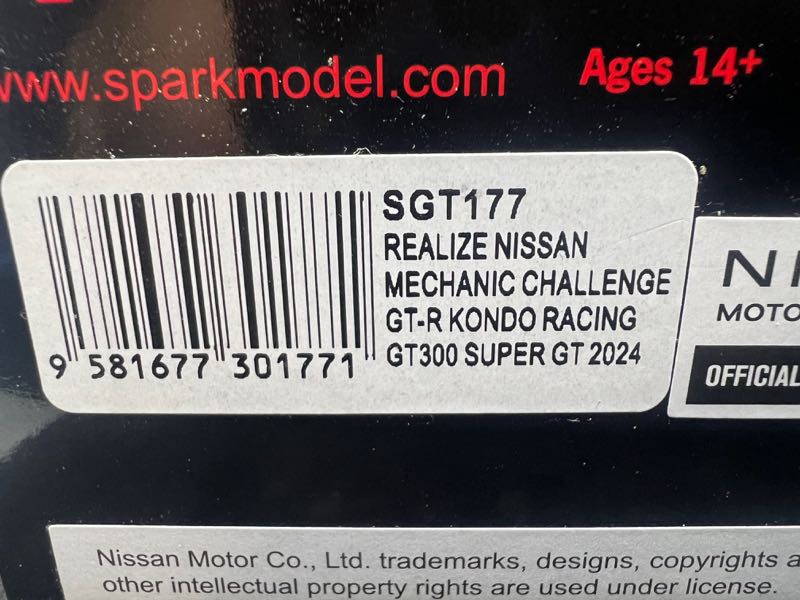 www.sparkmodel.com
Ages 14+
SGT177
REALIZE NISSAN
MECHANIC CHALLENGE
GT-R KONDO RACING
GT300 SUPER GT 2024
9 581677 301771
OFFICIAL
Nissan Motor Co., Ltd. trademarks, designs, copyrights
other intellectual property rights are used under license.